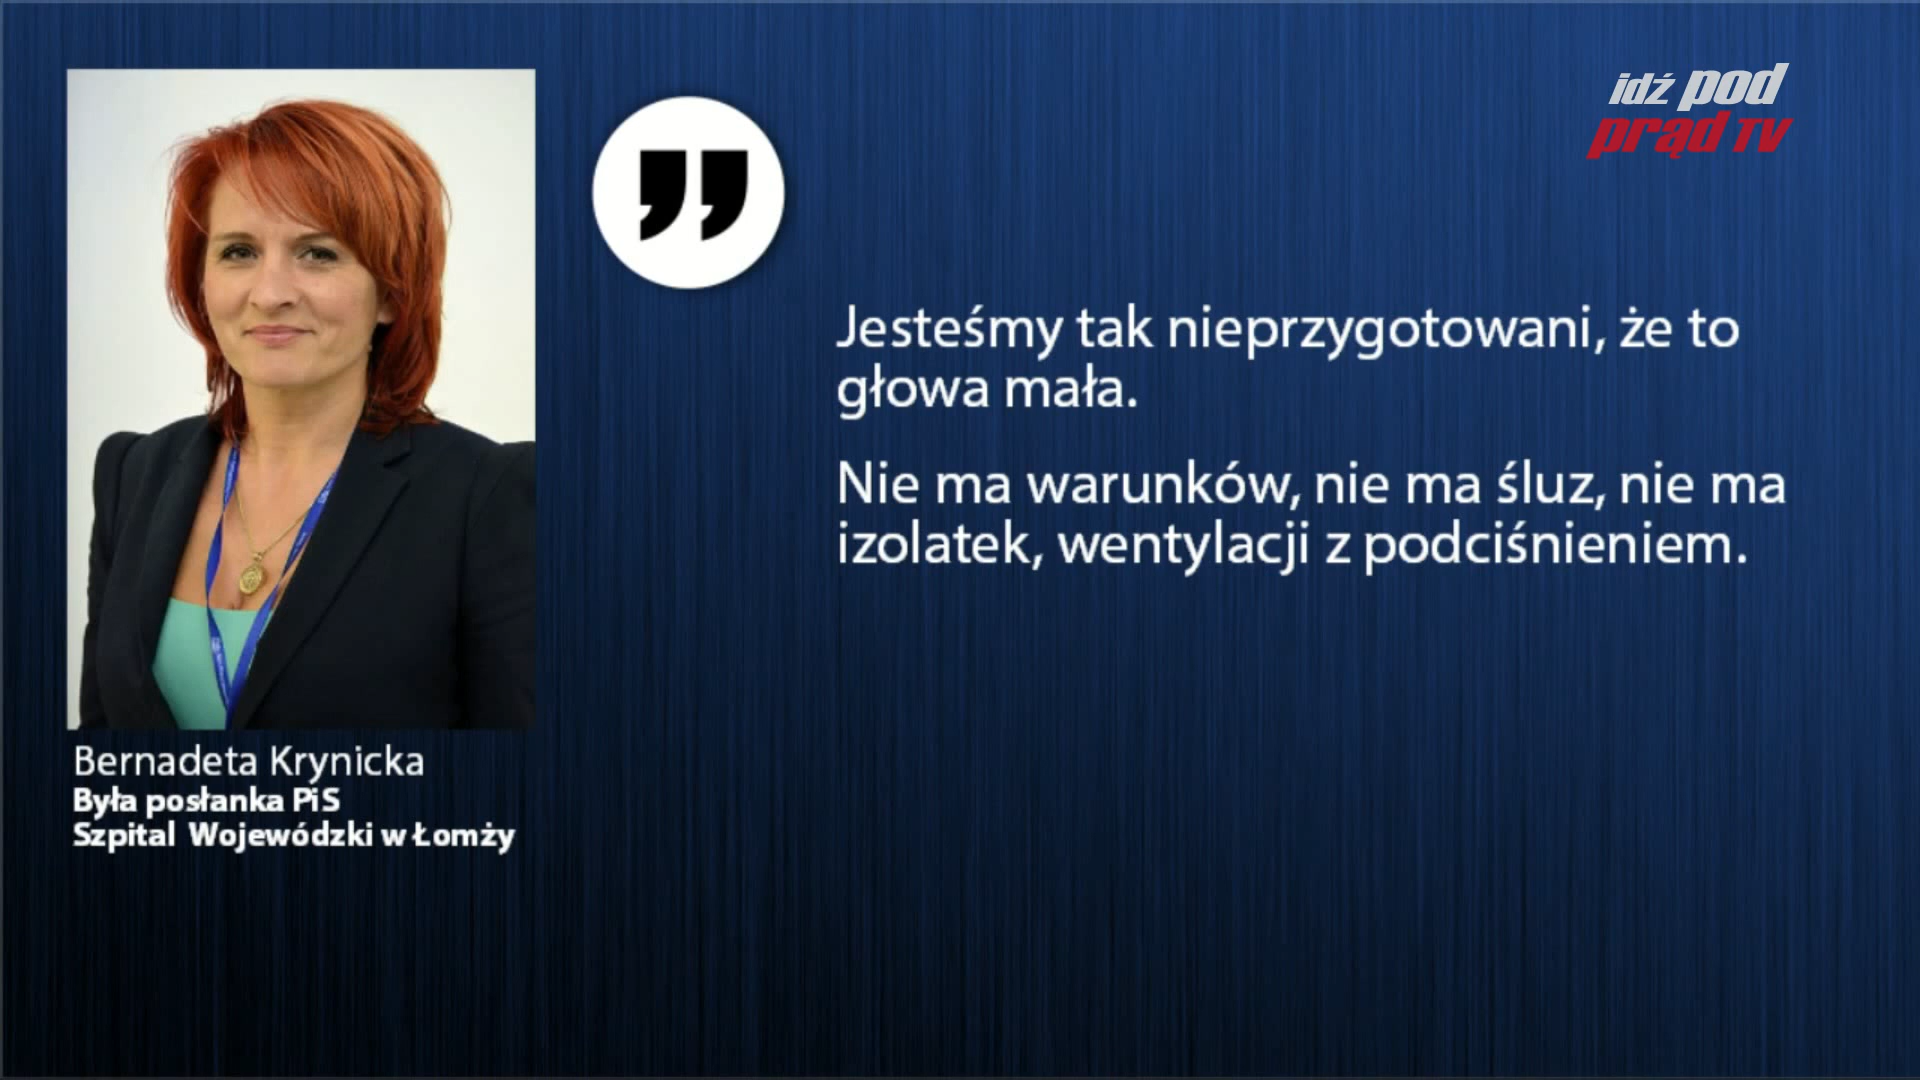 idź pod
prąd TV
Jesteśmy tak nieprzygotowani, że to
głowa mała.
Nie ma warunków, nie ma śluz, nie ma
izolatek, wentylacji z podciśnieniem.
Bernadeta Krynicka
Była posłanka PiS
Szpital Wojewódzki w Łomży